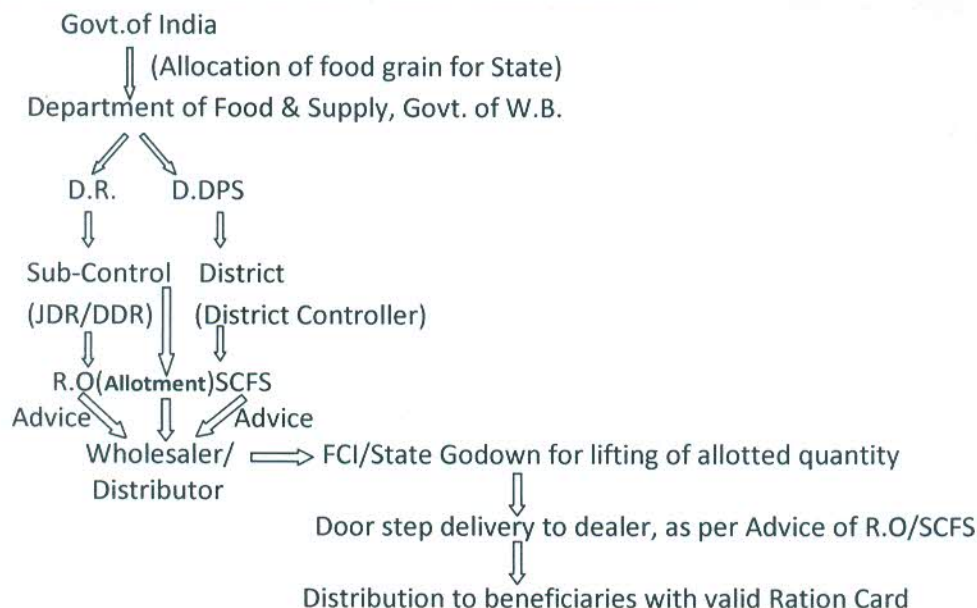 Govt.of India
(Allocation of food grain for State)
Department of Food & Supply, Govt. of W.B.
D.R. D.DPS
Sub-Control District
(JDR/DDR) (District Controller)
R.O(Allotment)SCFS
Advice Advice
Wholesaler/ FCI/State Godown for lifting of allotted quantity
Distributor
Door step delivery to dealer, as per Advice of R.O/SCFS
Distribution to beneficiaries with valid Ration Card